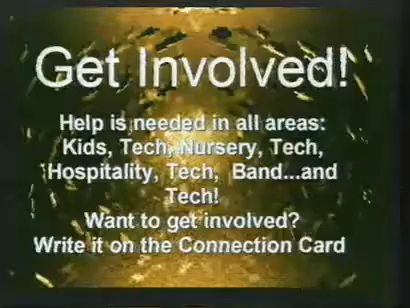 Get Involved!
Help is needed in all areas:
Kids, Tech, Nursery, Tech,
Hospitality, Tech,  Band...and
Tech!
Want to get involved?
Write it on the Connection Card